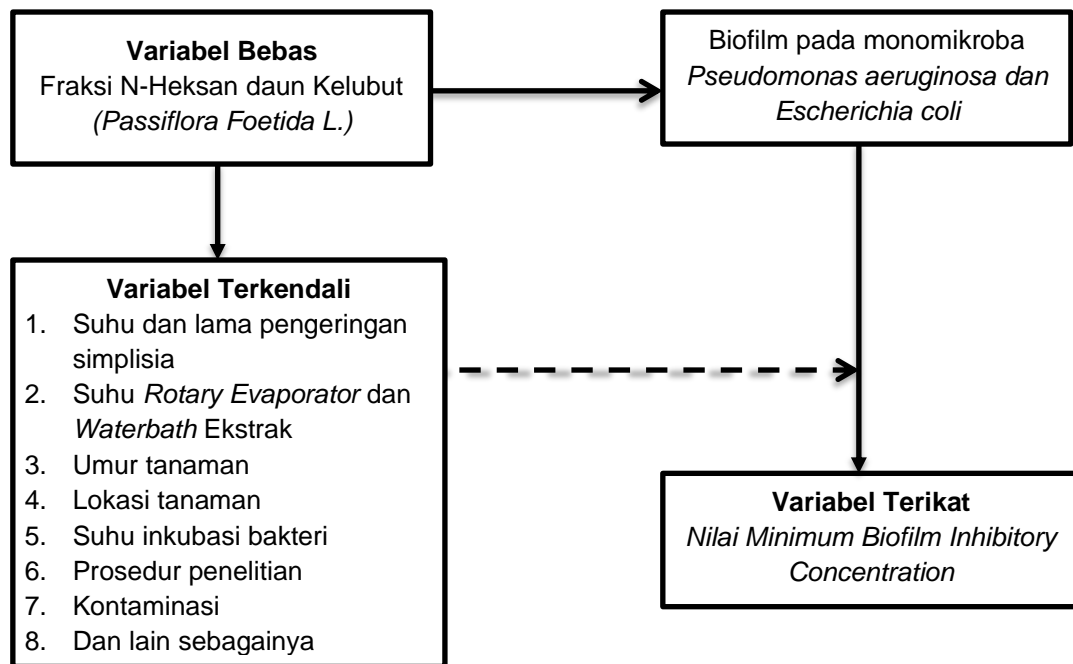 Variabel Bebas
Fraksi N-Heksan daun Kelubut
(Passiflora Foetida L.)
Biofilm pada monomikroba
Pseudomonas aeruginosa dan
Escherichia coli
Variabel Terkendali
1. Suhu dan lama pengeringan
simplisia
2. Suhu Rotary Evaporator dan
Waterbath Ekstrak
3. Umur tanaman
4. Lokasi tanaman
5. Suhu inkubasi bakteri
6. Prosedur penelitian
7. Kontaminasi
8. Dan lain sebagainya
Variabel Terikat
Nilai Minimum Biofilm Inhibitory
Concentration